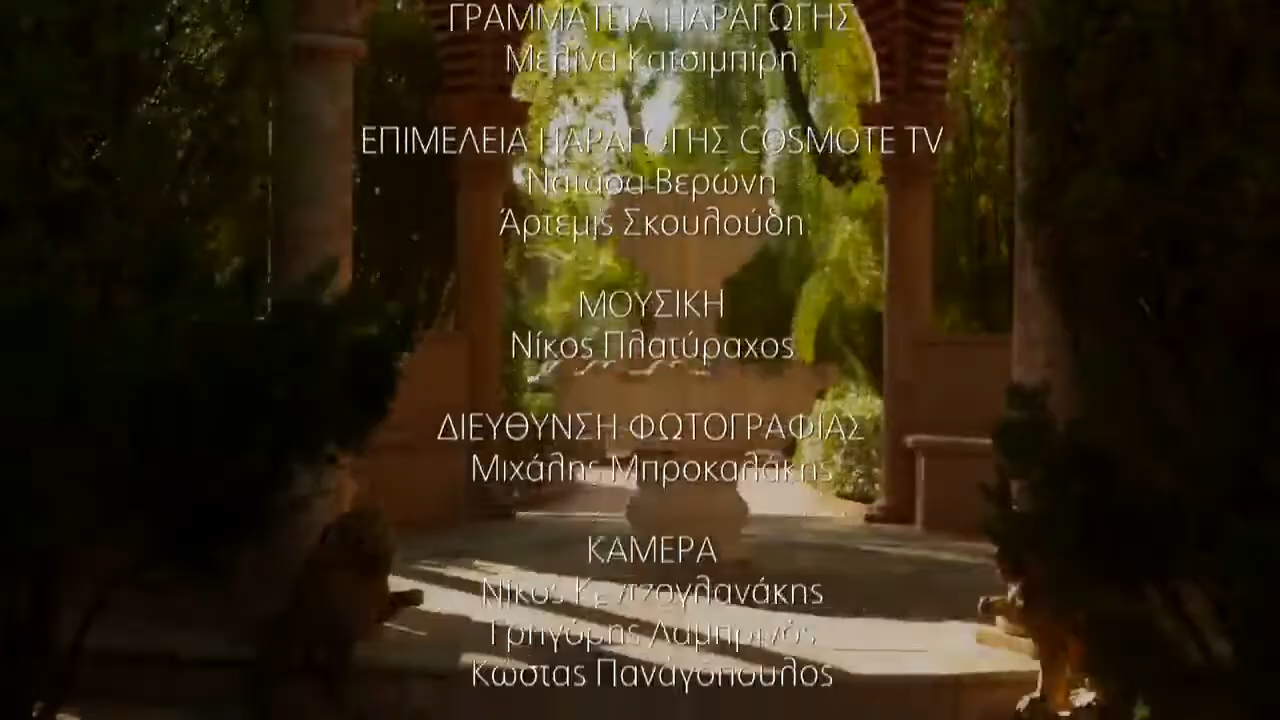 ΓΡΑΜΜΑΤΕΙΑ ΠΑΡΑΓΩΓΗΣ
Μελίνα Κατσιμπίρη
ΕΠΙΜΕΛΕΙΑ ΠΑΡΑΓΩΓΗΣ COSMOTE TV
Νατάσα Βερώνη
Άρτεμις Σκουλούδη
ΜΟΥΣΙΚΗ
Νίκος Πλατύραχος
ΔΙΕΥΘΥΝΣΗ ΦΩΤΟΓΡΑΦΙΑΣ
Μιχάλης Μπροκαλάκης
ΚΑΜΕΡΑ
Νίκος
Γρηγόρης
Κώστας Πανάγοπουλος